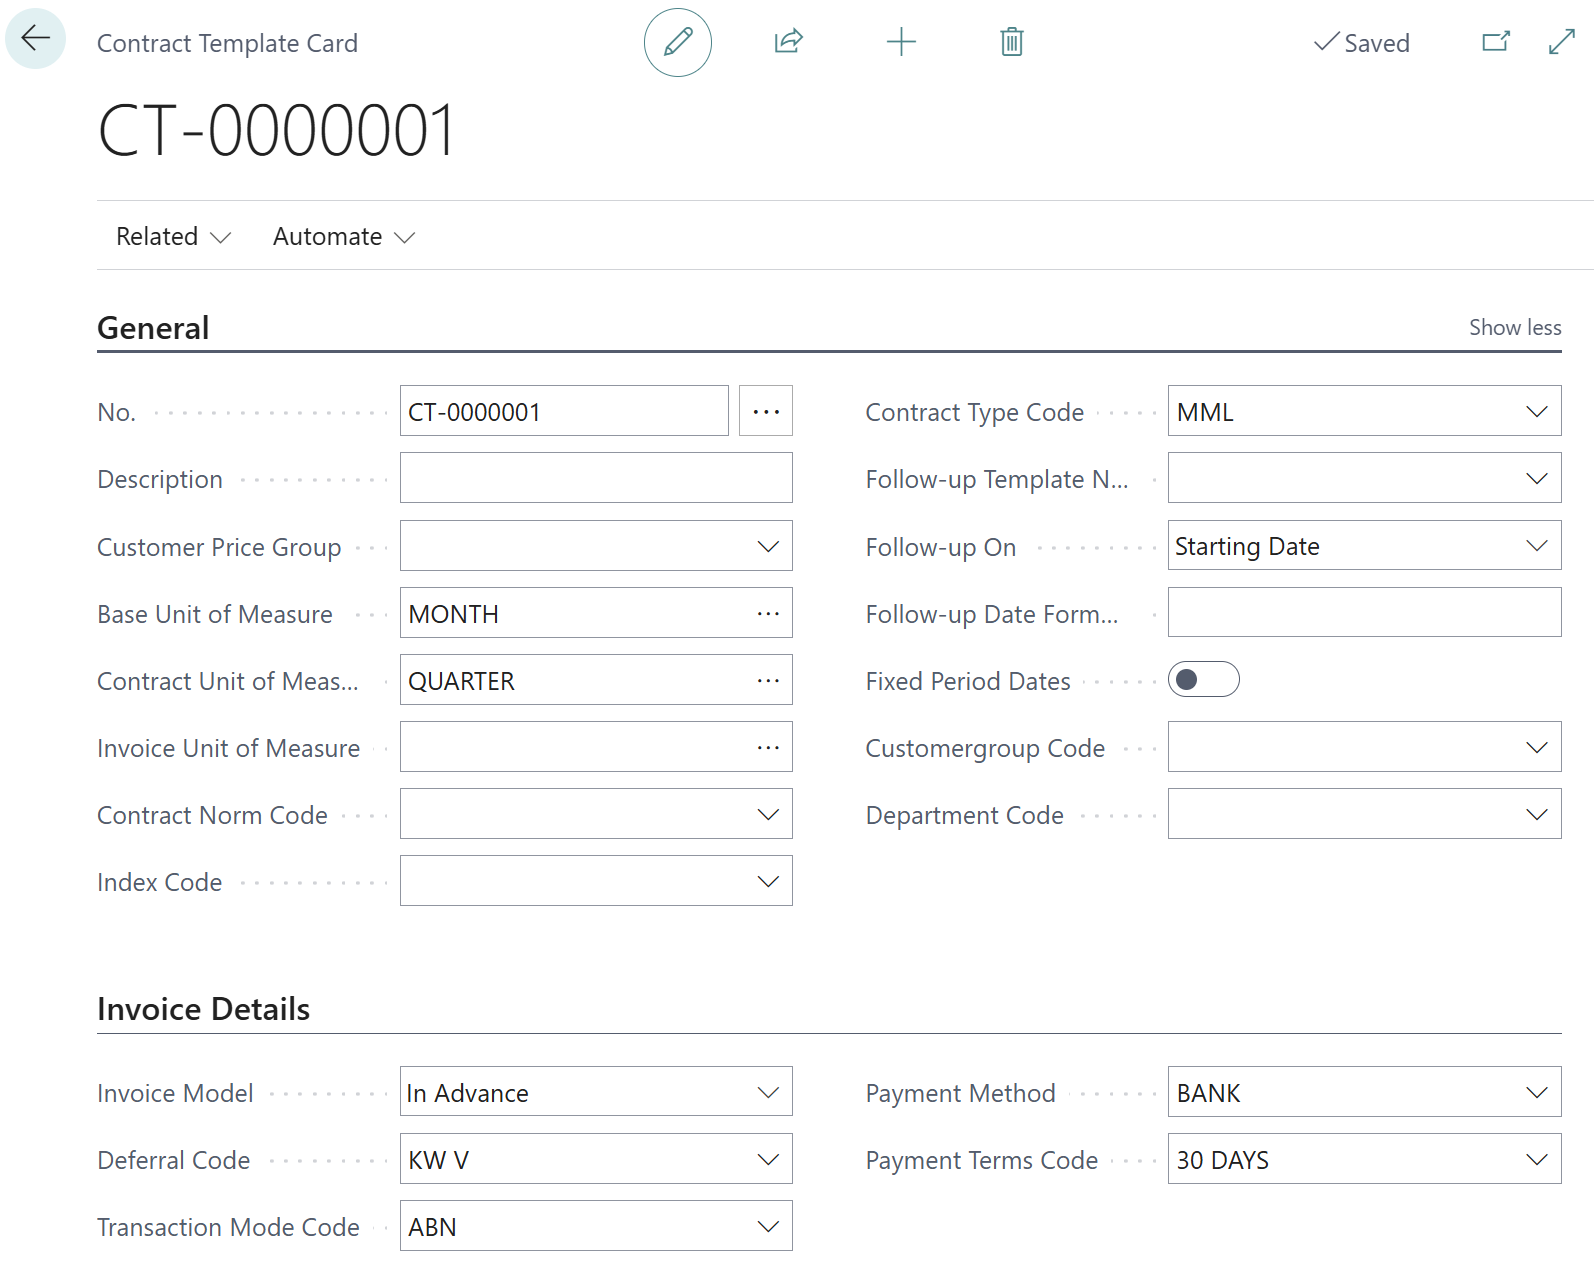 Contract Template Card
Saved
CT-0000001
Related
Automate
General
Show less
No.
CT-0000001
Contract Type Code
MML
Description
Follow-up Template N...
Customer Price Group
Follow-up On
Starting Date
Base Unit of Measure
MONTH
Follow-up Date Form...
Contract Unit of Meas...
QUARTER
Fixed Period Dates
Invoice Unit of Measure
Customergroup Code
Contract Norm Code
Department Code
Index Code
Invoice Details
Invoice Model
In Advance
Payment Method
BANK
Deferral Code
KW V
Payment Terms Code
30 DAYS
Transaction Mode Code
ABN